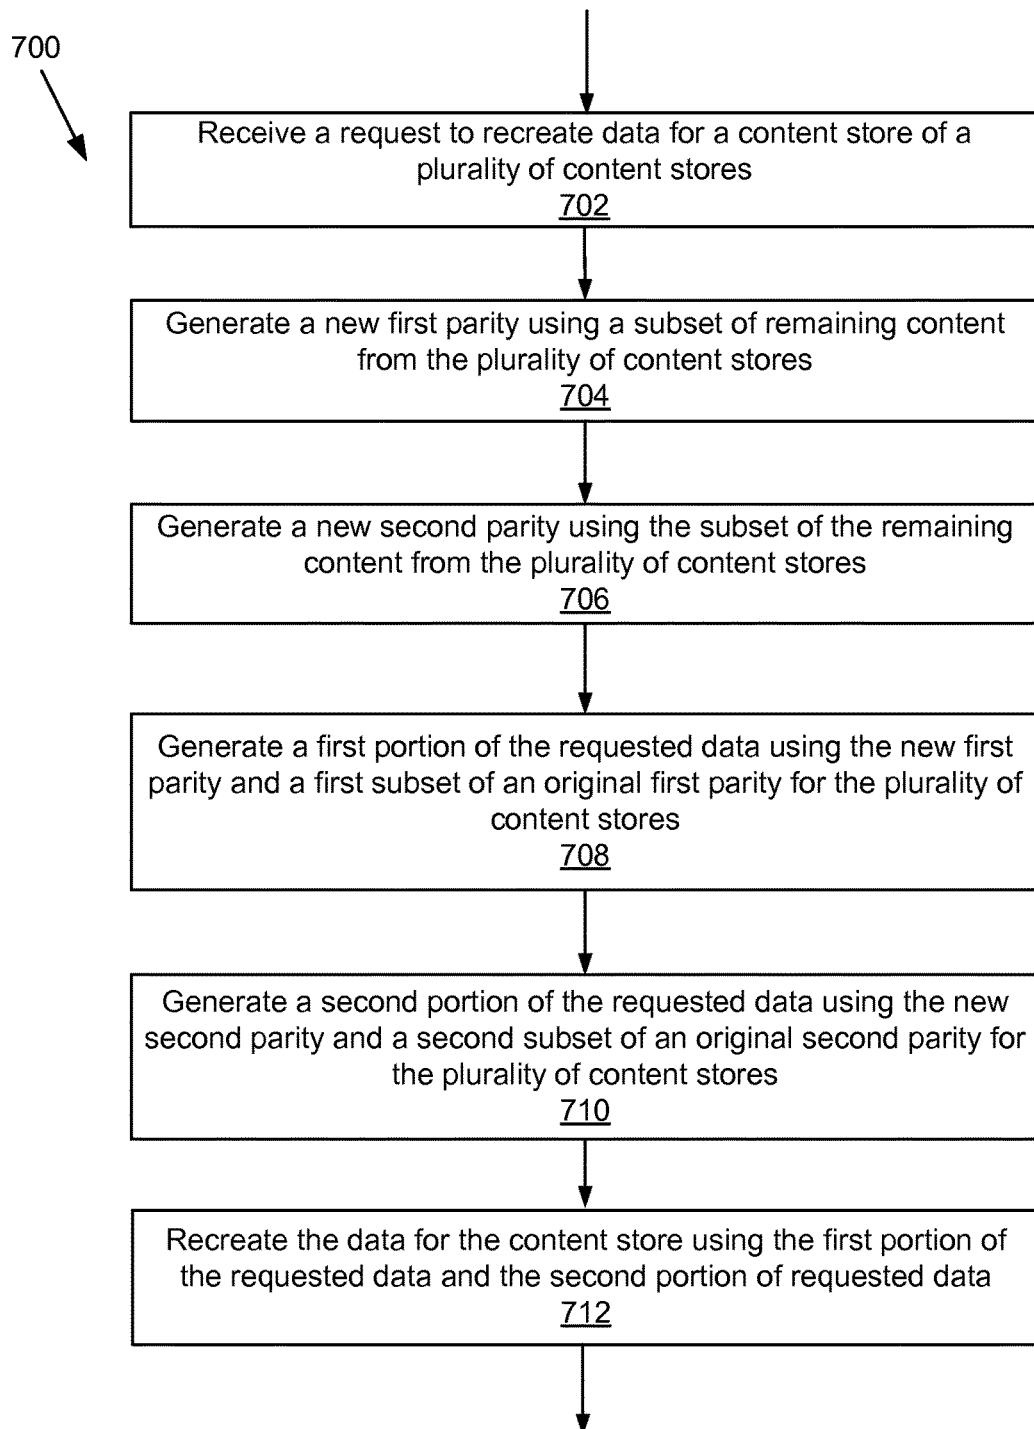 700
Receive a request to recreate data for a content store of a
plurality of content stores
702
Generate a new first parity using a subset of remaining content
from the plurality of content stores
704
Generate a new second parity using the subset of the remaining
content from the plurality of content stores
706
Generate a first portion of the requested data using the new first
parity and a first subset of an original first parity for the plurality of
content stores
708
Generate a second portion of the requested data using the new
second parity and a second subset of an original second parity for
the plurality of content stores
710
Recreate the data for the content store using the first portion of
the requested data and the second portion of requested data
712